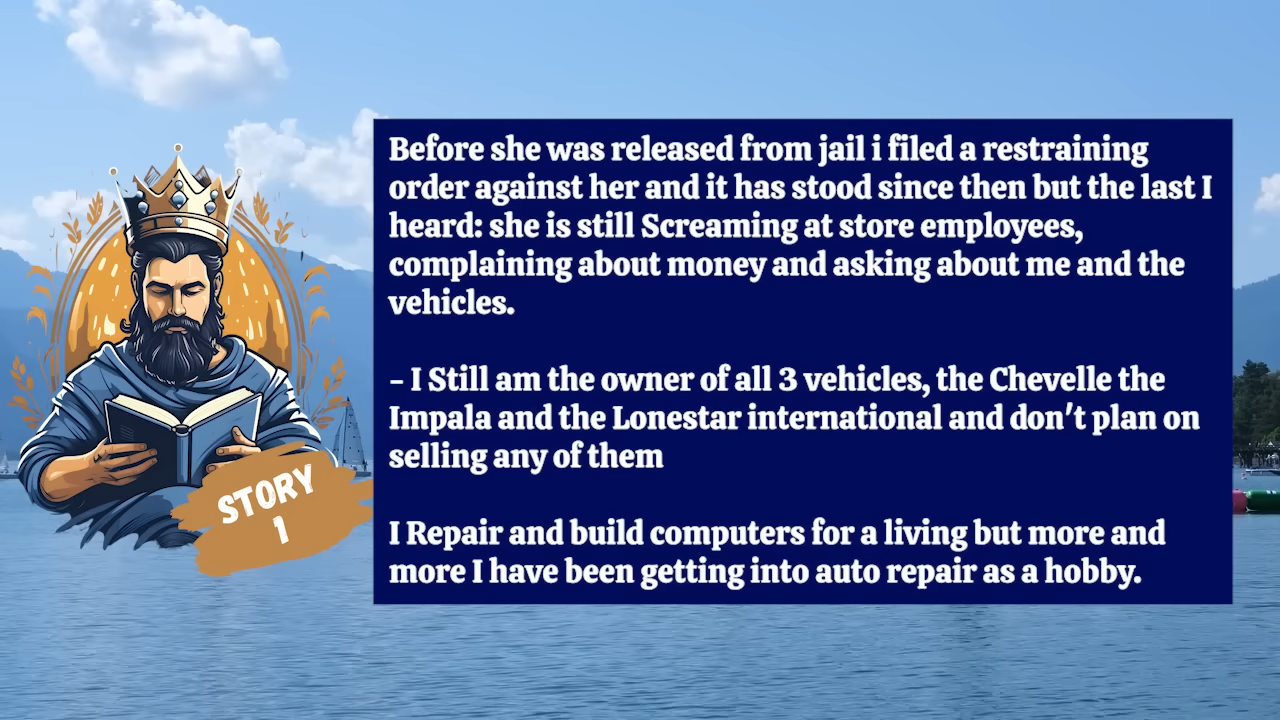 Before she was released from jail i filed a restraining
order against her and it has stood since then but the last I
heard: she is still Screaming at store employees,
complaining about money and asking about me and the
vehicles.
- I Still am the owner of all 3 vehicles, the Chevelle the
Impala and the Lonestar international and don't plan on
selling any of them
I Repair and build computers for a living but more and
more I have been getting into auto repair as a hobby.
STORY
1